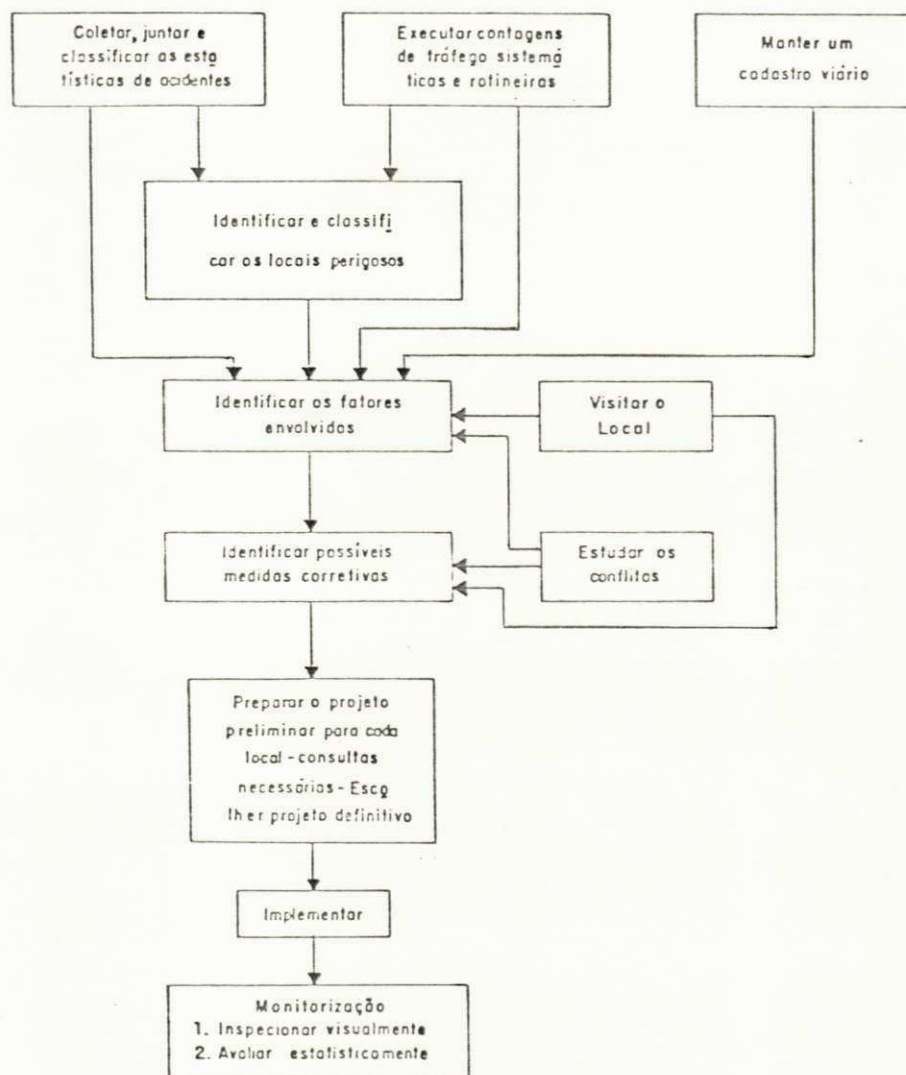 Coletar, juntar e
classificar as esta
tísticas de acidentes
Executar contagens
de tráfego sistemá
ticas e rotineiras
Manter um
cadastro viário
Identificar e classifi
car os locais perigosos
Identificar os fatores
envolvidos
Visitar o
Local
Identificar possíveis
medidas corretivas
Estudar os
conflitos
Preparar o projeto
preliminar para cada
local - consultas
necessárias - Esco
lher projeto definitivo
Implementar
Monitorização
1. Inspecionar visualmente
2. Avaliar estatisticamente